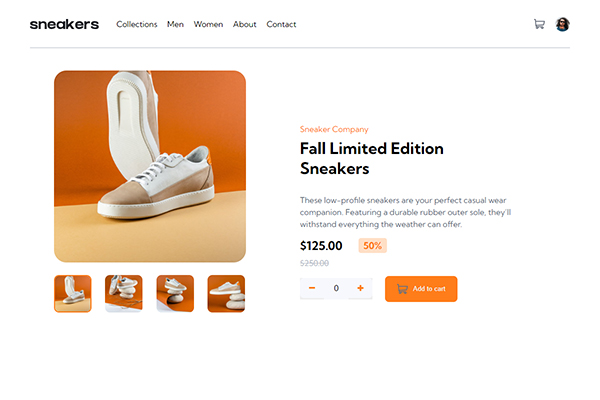 sneakers Collections Men Women About Contact
Sneaker Company
Fall Limited Edition
Sneakers
These low-profile sneakers are your perfect casual wear
companion. Featuring a durable rubber outer sole, they'll
withstand everything the weather can offer.
$125.00 50%
$250.00
− 0 + Add to cart